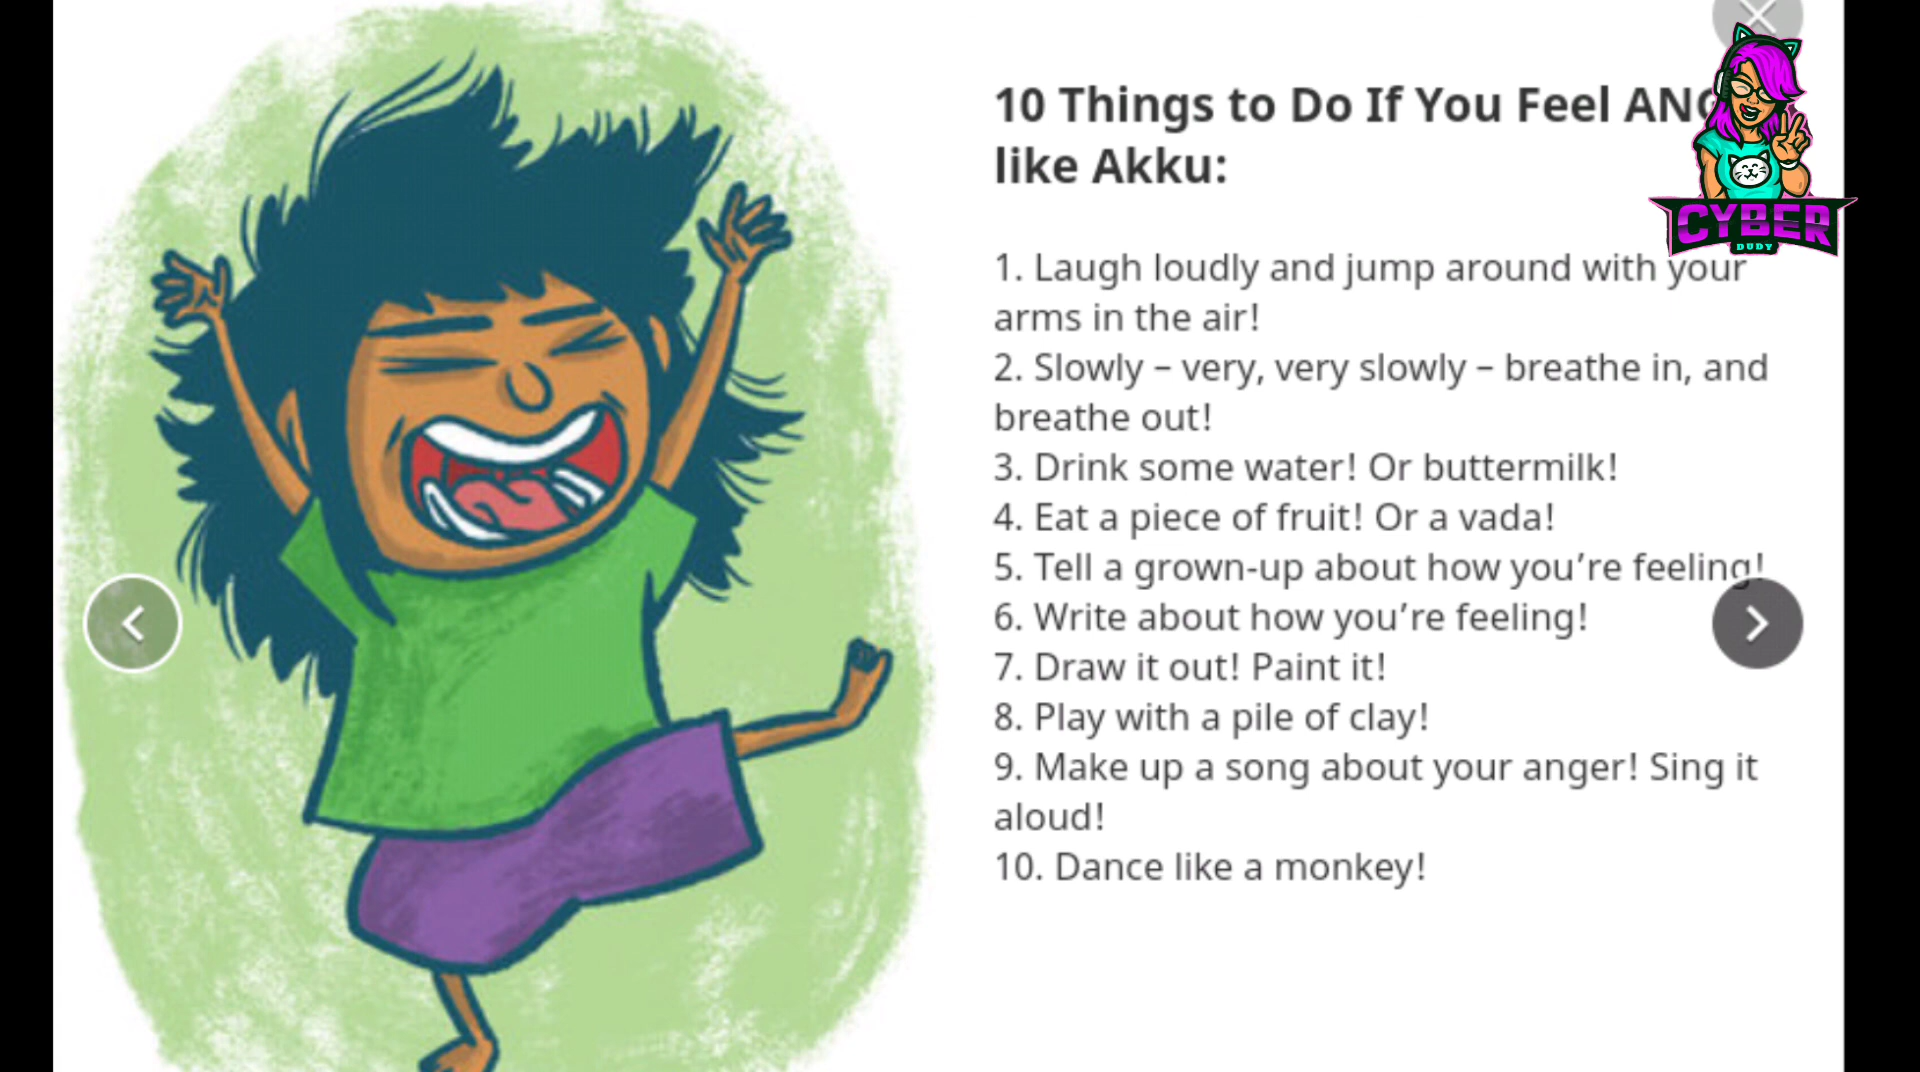 10 Things to Do If You Feel
like Akku:
1. Laugh loudly and jump around with your
arms in the air!
2. Slowly – very, very slowly – breathe in, and
breathe out!
3. Drink some water! Or buttermilk!
4. Eat a piece of fruit! Or a vada!
5. Tell a grown-up about how you’re feeling!
6. Write about how you’re feeling!
7. Draw it out! Paint it!
8. Play with a pile of clay!
9. Make up a song about your anger! Sing it
aloud!
10. Dance like a monkey!
CYBER
DUDY